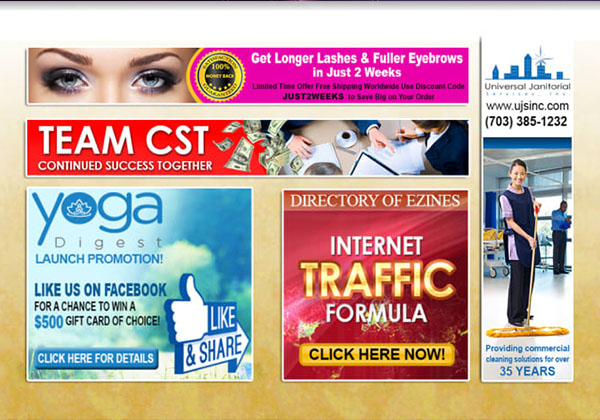 Get Longer Lashes & Fuller Eyebrows
in Just 2 Weeks
Limited Time Offer Free Shipping Worldwide Use Discount Code
JUST2WEEKS to Save Big on Your Order
100%
MONEY BACK
TEAM CST
CONTINUED SUCCESS TOGETHER
yoga
Digest
LAUNCH PROMOTION!
LIKE US ON FACEBOOK
FOR A CHANCE TO WIN A
$500 GIFT CARD OF CHOICE!
LIKE
& SHARE
CLICK HERE FOR DETAILS
DIRECTORY OF EZINES
INTERNET
TRAFFIC
FORMULA
CLICK HERE NOW!
Universal Janitorial
Services, Inc.
www.ujsinc.com
(703) 385-1232
Providing commercial
cleaning solutions for over
35 YEARS